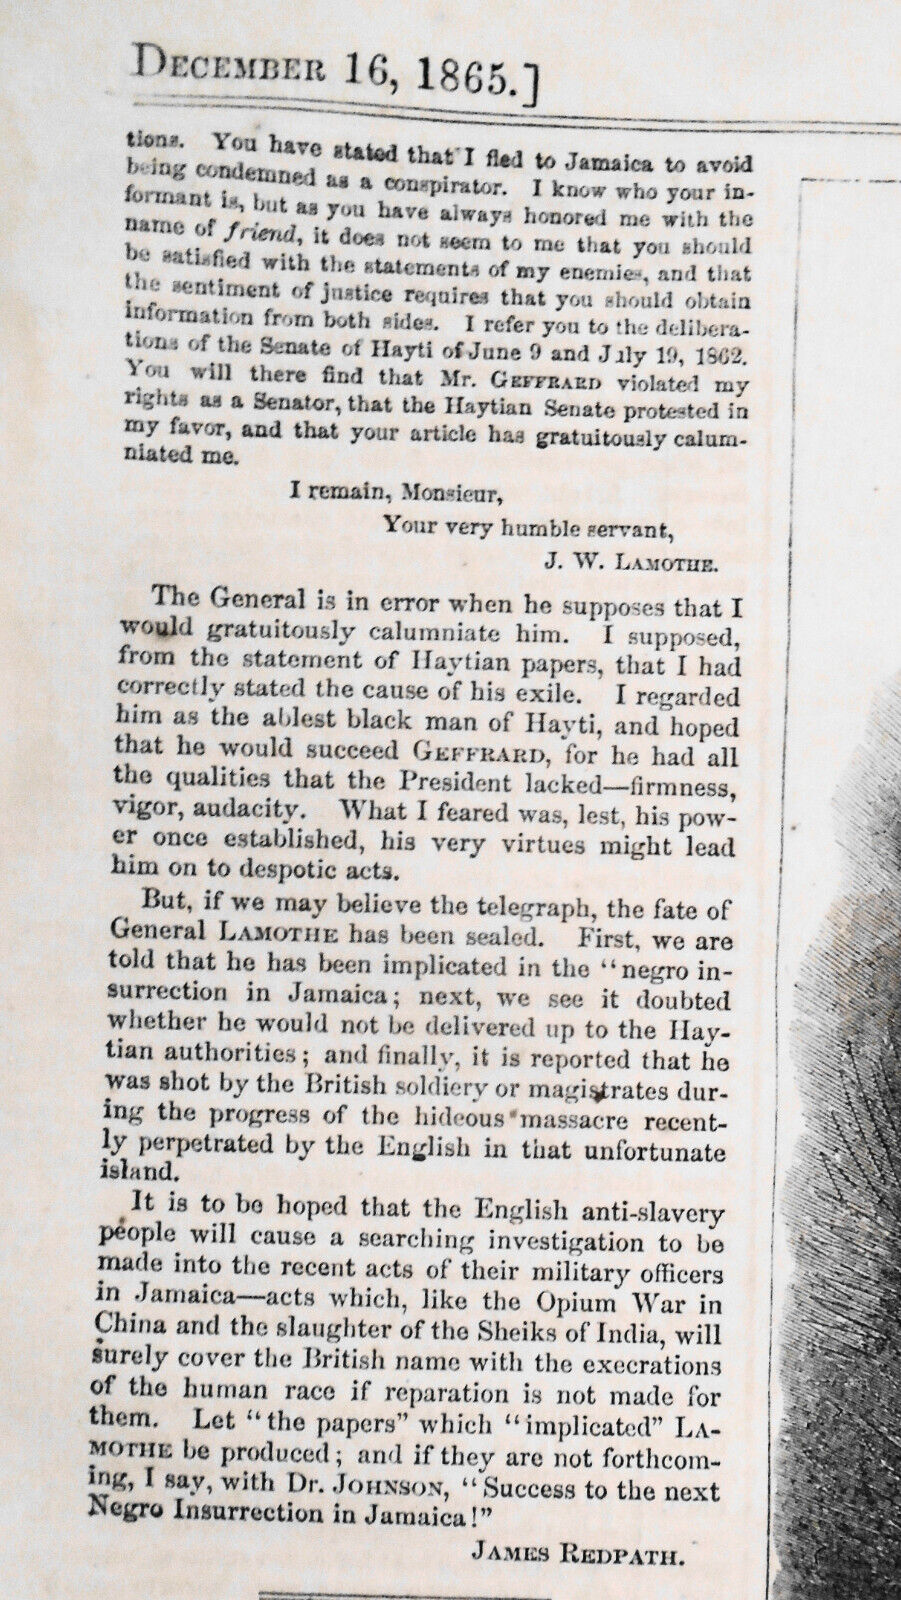 DECEMBER 16, 1865.]
tions. You have stated that I fled to Jamaica to avoid
being condemned as a conspirator. I know who your in-
formant is, but as you have always honored me with the
name of friend, it does not seem to me that you should
be satisfied with the statements of my enemies, and that
the sentiment of justice requires that you should obtain
information from both sides. I refer you to the delibera-
tions of the Senate of Hayti of June 9 and July 19, 1862.
You will there find that Mr. GEFFRARD violated my
rights as a Senator, that the Haytian Senate protested in
my favor, and that your article has gratuitously calum-
niated me.
I remain, Monsieur,
Your very humble servant,
J. W. LAMOTHE.
The General is in error when he supposes that I
would gratuitously calumniate him. I supposed,
from the statement of Haytian papers, that I had
correctly stated the cause of his exile. I regarded
him as the ablest black man of Hayti, and hoped
that he would succeed GEFFRARD, for he had all
the qualities that the President lacked—firmness,
vigor, audacity. What I feared was, lest, his pow-
er once established, his very virtues might lead
him on to despotic acts.
But, if we may believe the telegraph, the fate of
General LAMOTHE has been sealed. First, we are
told that he has been implicated in the "negro in-
surrection in Jamaica; next, we see it doubted
whether he would not be delivered up to the Hay-
tian authorities; and finally, it is reported that he
was shot by the British soldiery or magistrates dur-
ing the progress of the hideous massacre recent-
ly perpetrated by the English in that unfortunate
island.
It is to be hoped that the English anti-slavery
people will cause a searching investigation to be
made into the recent acts of their military officers
in Jamaica—acts which, like the Opium War in
China and the slaughter of the Sheiks of India, will
surely cover the British name with the execrations
of the human race if reparation is not made for
them. Let "the papers" which "implicated" LA-
MOTHE be produced; and if they are not forthcom-
ing, I say, with Dr. JOHNSON, "Success to the next
Negro Insurrection in Jamaica!"
JAMES REDPATH.